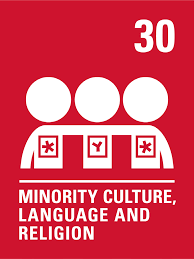 30
* Y *
MINORITY CULTURE,
LANGUAGE AND
RELIGION